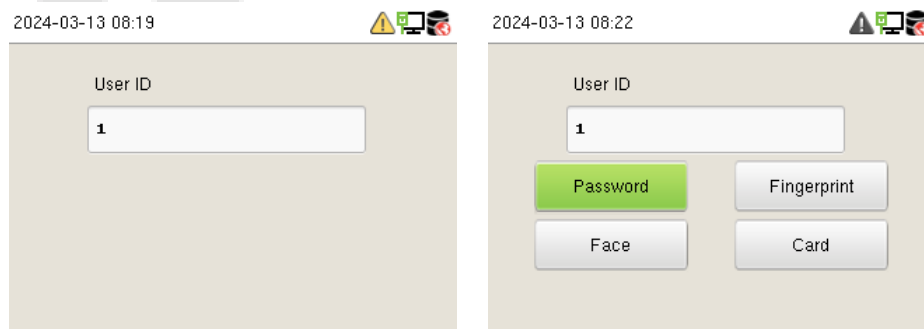 2024-03-13 08:19
User ID
1
2024-03-13 08:22
User ID
1
Password Fingerprint
Face Card